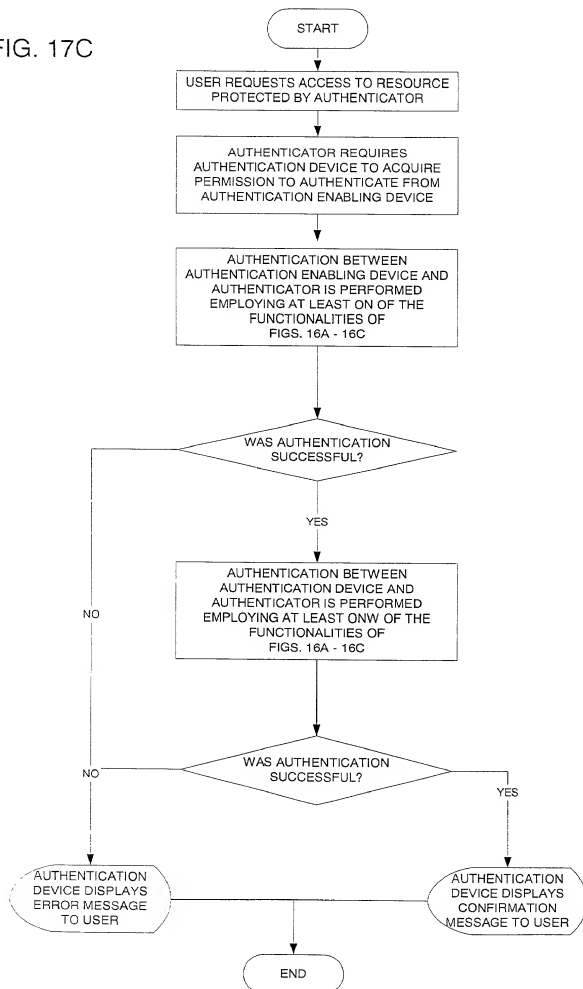 FIG. 17C
START
USER REQUESTS ACCESS TO RESOURCE
PROTECTED BY AUTHENTICATOR
AUTHENTICATOR REQUIRES
AUTHENTICATION DEVICE TO ACQUIRE
PERMISSION TO AUTHENTICATE FROM
AUTHENTICATION ENABLING DEVICE
AUTHENTICATION BETWEEN
AUTHENTICATION ENABLING DEVICE AND
AUTHENTICATOR IS PERFORMED
EMPLOYING AT LEAST ON OF THE
FUNCTIONALITIES OF
FIGS. 16A - 16C
WAS AUTHENTICATION
SUCCESSFUL?
YES
AUTHENTICATION BETWEEN
AUTHENTICATION DEVICE AND
AUTHENTICATOR IS PERFORMED
EMPLOYING AT LEAST ONW OF THE
FUNCTIONALITIES OF
FIGS. 16A - 16C
NO
WAS AUTHENTICATION
SUCCESSFUL?
NO
YES
AUTHENTICATION
DEVICE DISPLAYS
ERROR MESSAGE
TO USER
AUTHENTICATION
DEVICE DISPLAYS
CONFIRMATION
MESSAGE TO USER
END